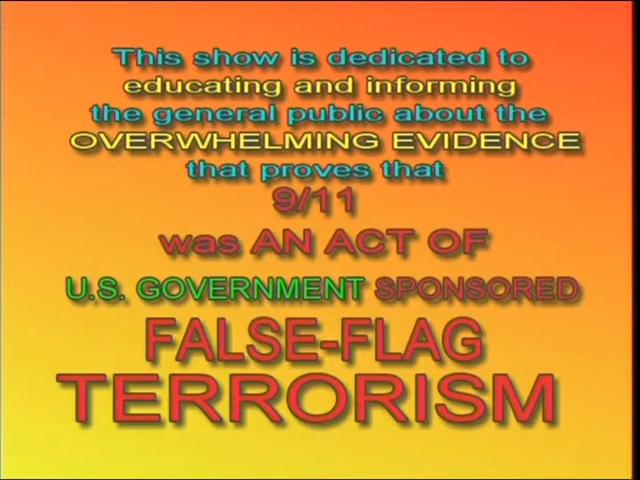 This show is dedicated to
educating and informing
the general public about the
OVERWHELMING EVIDENCE
that proves that
9/11
was AN ACT OF
U.S. GOVERNMENT SPONSORED
FALSE-FLAG
TERRORISM